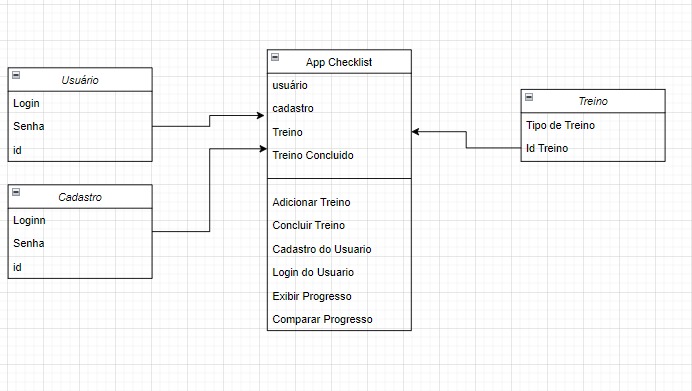 Usuário
Login
Senha
id
Cadastro
Loginn
Senha
id
App Checklist
usuário
cadastro
Treino
Treino Concluido
Adicionar Treino
Concluir Treino
Cadastro do Usuario
Login do Usuario
Exibir Progresso
Comparar Progresso
Treino
Tipo de Treino
Id Treino